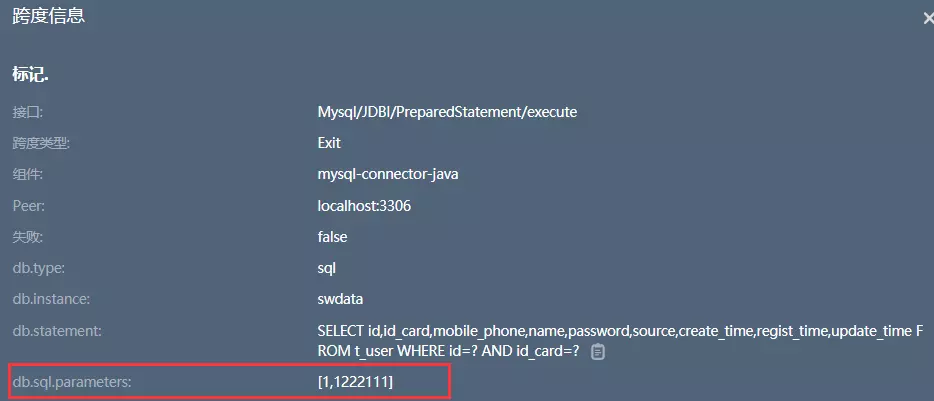 跨度信息
标记.
接口: Mysql/JDBI/PreparedStatement/execute
跨度类型: Exit
组件: mysql-connector-java
Peer: localhost:3306
失败: false
db.type: sql
db.instance: swdata
db.statement: SELECT id,id_card,mobile_phone,name,password,source,create_time,regist_time,update_time F
ROM t_user WHERE id=? AND id_card=?
db.sql.parameters: [1,1222111]